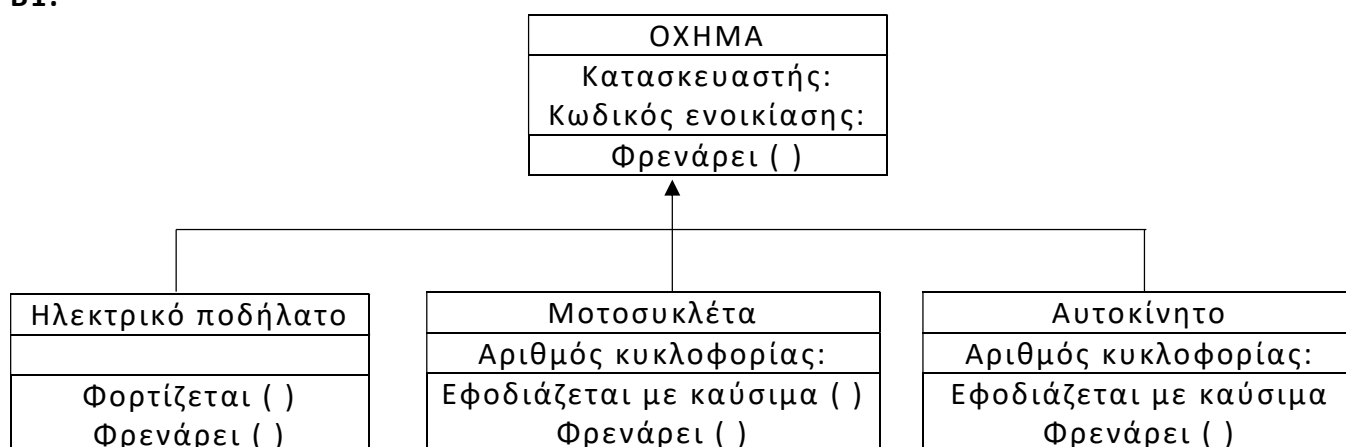 Β1.
ΟΧΗΜΑ
Κατασκευαστής:
Κωδικός ενοικίασης:
Φρενάρει ( )
Ηλεκτρικό ποδήλατο
Φορτίζεται ( )
Φρενάρει ( )
Μοτοσυκλέτα
Αριθμός κυκλοφορίας:
Εφοδιάζεται με καύσιμα ( )
Φρενάρει ( )
Αυτοκίνητο
Αριθμός κυκλοφορίας:
Εφοδιάζεται με καύσιμα
Φρενάρει ( )